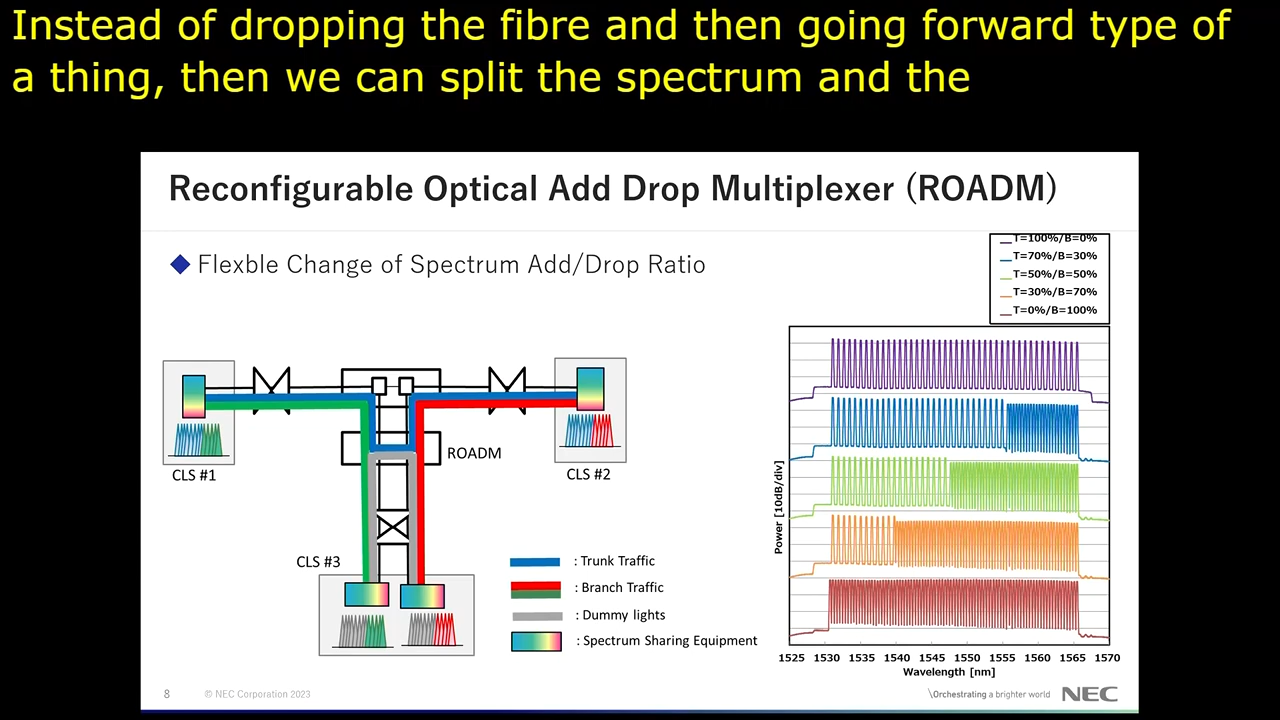 Instead of dropping the fibre and then going forward type of
a thing, then we can split the spectrum and the
Reconfigurable Optical Add Drop Multiplexer (ROADM)
Flexble Change of Spectrum Add/Drop Ratio
T=100%/B=0%
T=70%/B=30%
T=50%/B=50%
T=30%/B=70%
T=0%/B=100%
ROADM
CLS #1
CLS #2
CLS #3
: Trunk Traffic
: Branch Traffic
: Dummy lights
: Spectrum Sharing Equipment
Power [10dB/div]
1525 1530 1535 1540 1545 1550 1555 1560 1565 1570
Wavelength [nm]
8 © NEC Corporation 2023
\Orchestrating a brighter world NEC